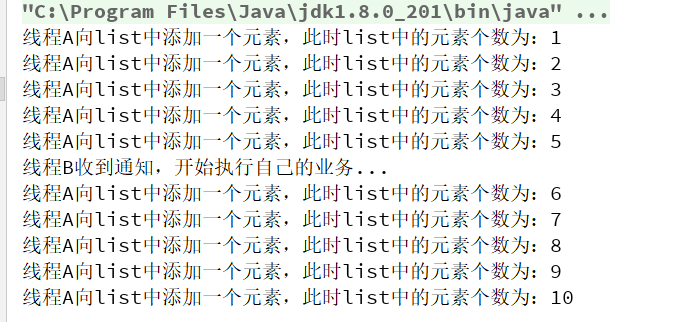 "C:\Program Files\Java\jdk1.8.0_201\bin\java" ...
线程A向list中添加一个元素，此时list中的元素个数为：1
线程A向list中添加一个元素，此时list中的元素个数为：2
线程A向list中添加一个元素，此时list中的元素个数为：3
线程A向list中添加一个元素，此时list中的元素个数为：4
线程A向list中添加一个元素，此时list中的元素个数为：5
线程B收到通知，开始执行自己的业务...
线程A向list中添加一个元素，此时list中的元素个数为：6
线程A向list中添加一个元素，此时list中的元素个数为：7
线程A向list中添加一个元素，此时list中的元素个数为：8
线程A向list中添加一个元素，此时list中的元素个数为：9
线程A向list中添加一个元素，此时list中的元素个数为：10